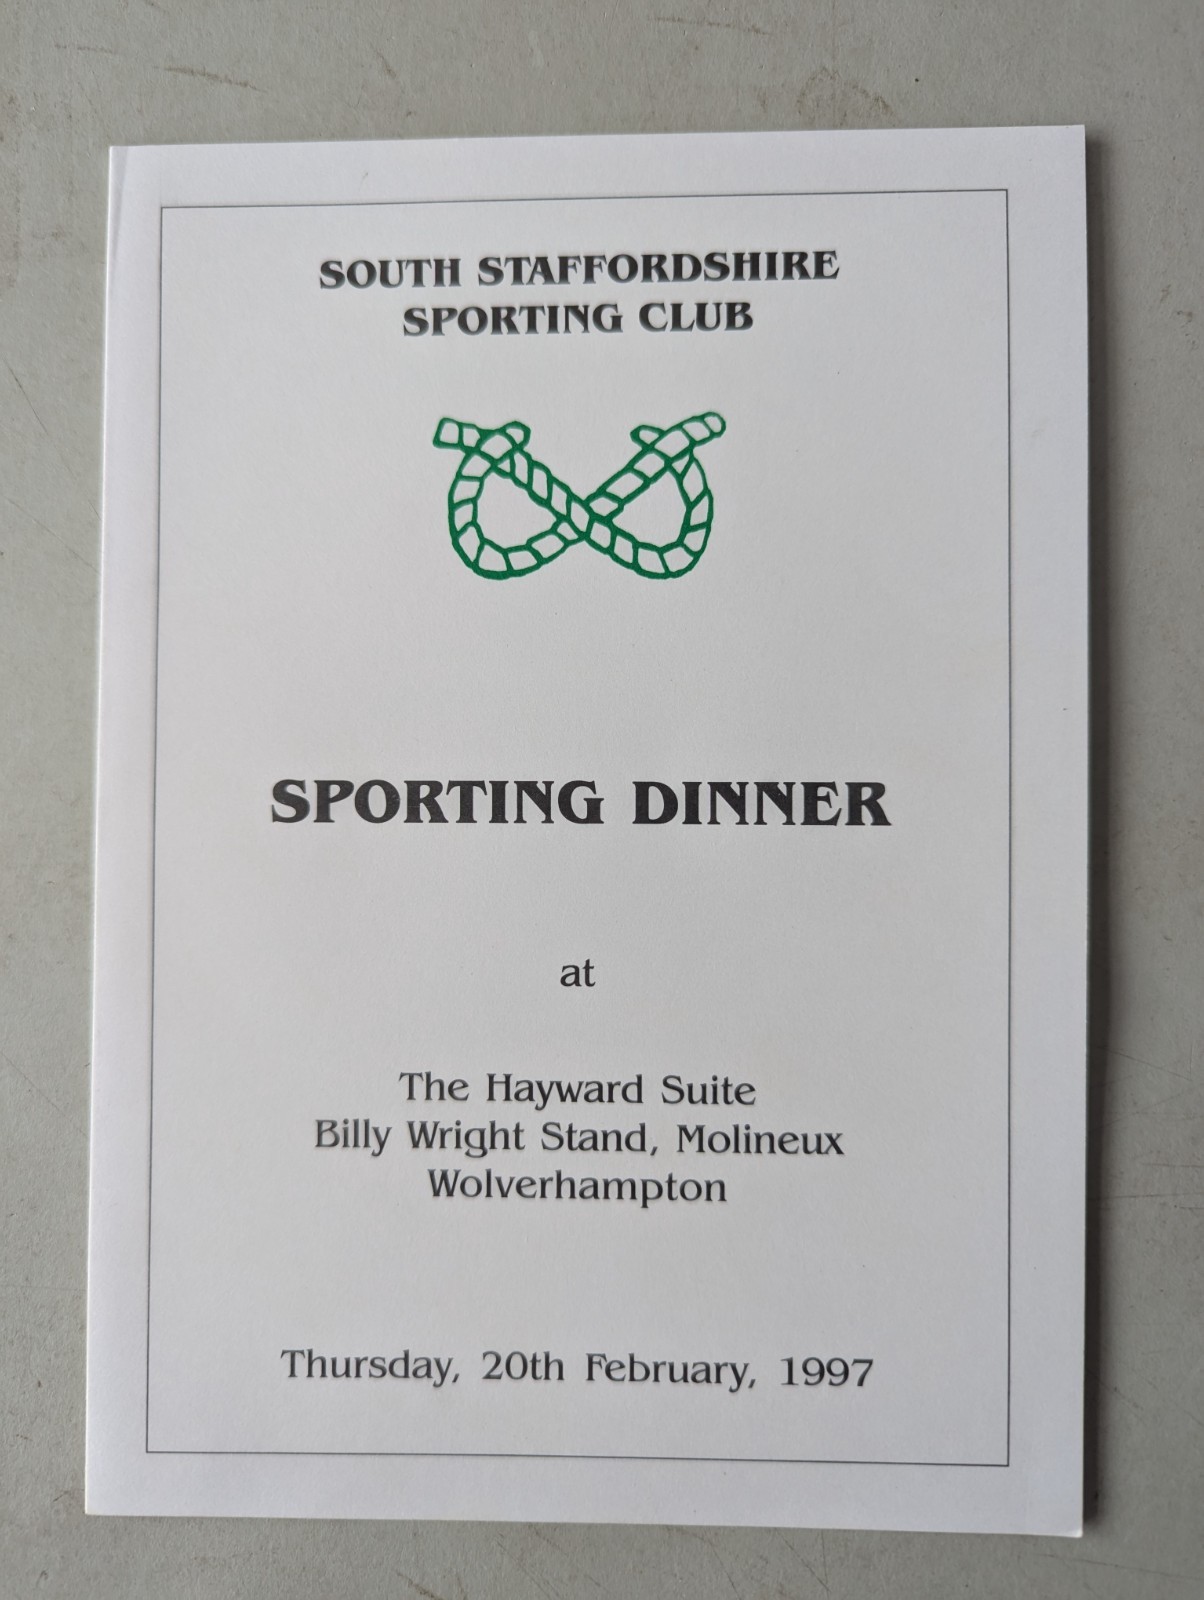 SOUTH STAFFORDSHIRE
SPORTING CLUB
SPORTING DINNER
at
The Hayward Suite
Billy Wright Stand, Molineux
Wolverhampton
Thursday, 20th February, 1997